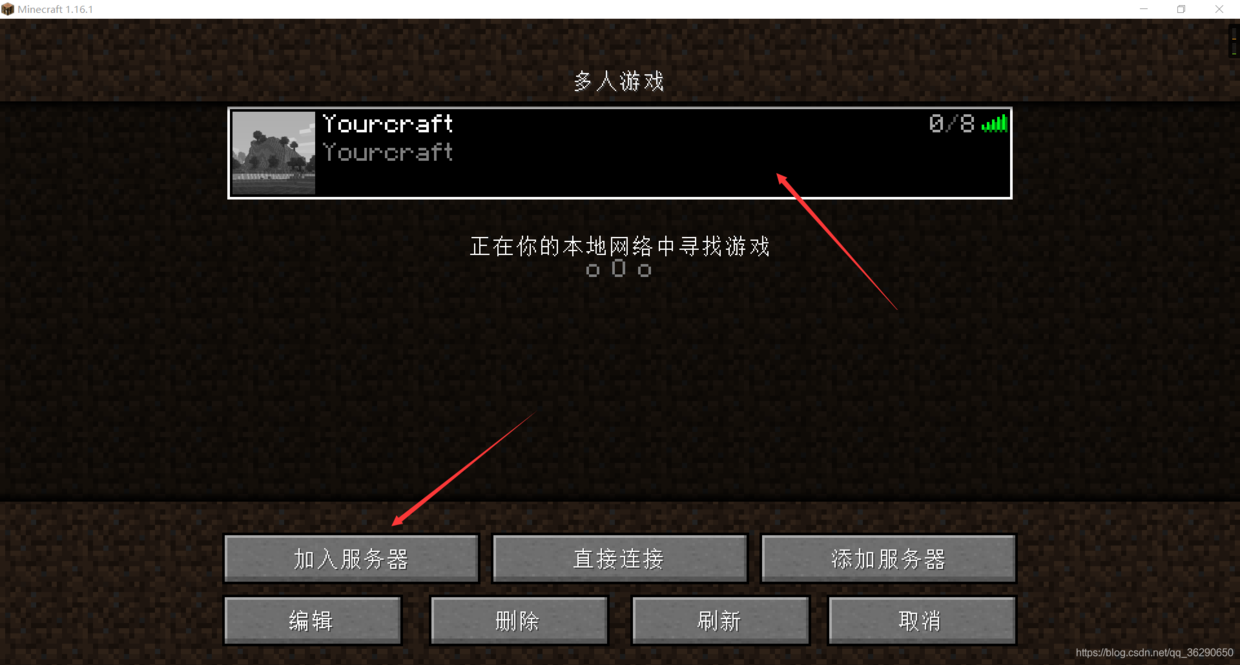 Minecraft 1.16.1
多人游戏
Yourcraft 0/8
Yourcraft
正在你的本地网络中寻找游戏
o O o
加入服务器 直接连接 添加服务器
编辑 删除 刷新 取消
https://blog.csdn.net/qq_36290650